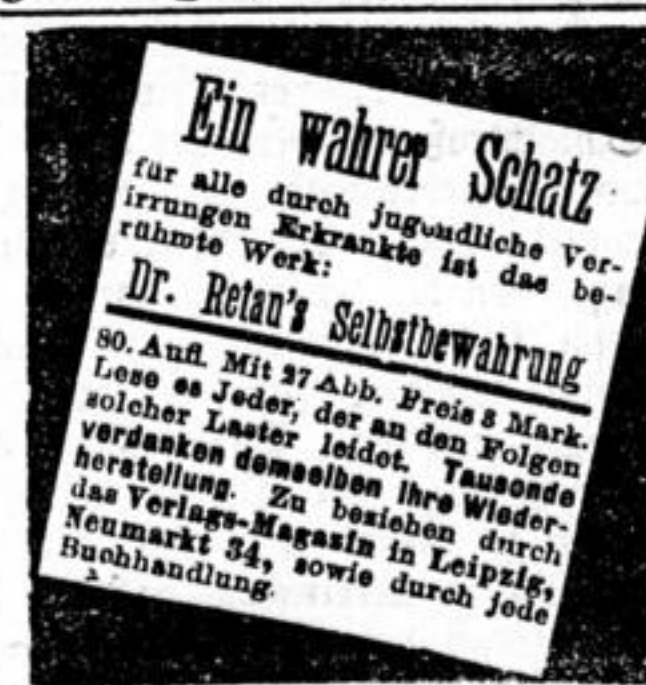 Ein wahrer Schatz
für alle durch jugendliche Ver-
irrungen Erkrankte ist das be-
rühmte Werk:
Dr. Retau's Selbstbewahrung
80. Aufl. Mit 27 Abb. Preis 3 Mark.
Lese es Jeder, der an den Folgen
solcher Laster leidet. Tausende
verdanken demselben ihre Wieder-
herstellung. Zu beziehen durch
das Verlags-Magazin in Leipzig,
Neumarkt 34, sowie durch jede
Buchhandlung.